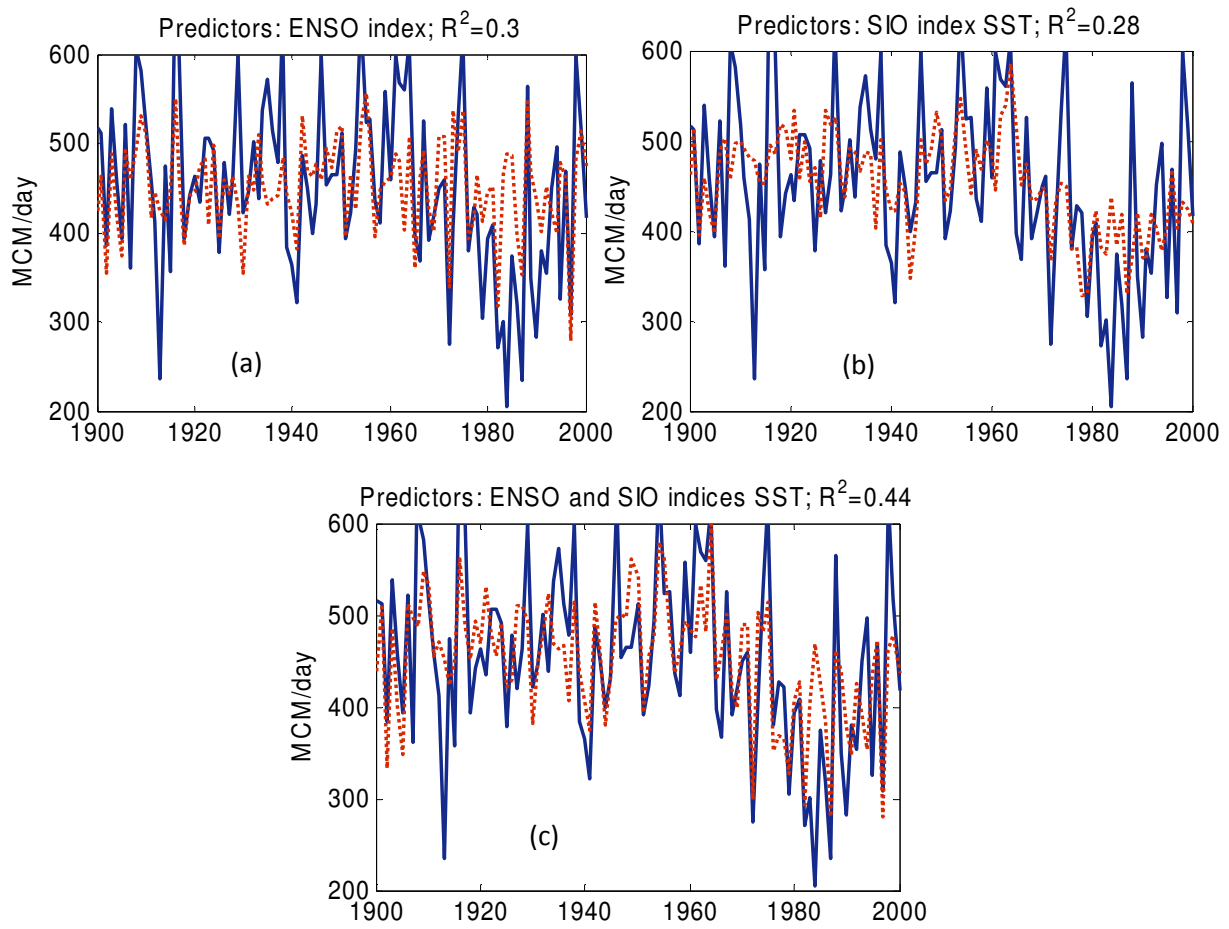 Predictors: ENSO index; R²=0.3
600
500
400
300
200
MCM/day
(a)
1900 1920 1940 1960 1980 2000
Predictors: SIO index SST; R²=0.28
600
500
400
300
200
MCM/day
(b)
1900 1920 1940 1960 1980 2000
Predictors: ENSO and SIO indices SST; R²=0.44
600
500
400
300
200
MCM/day
(c)
1900 1920 1940 1960 1980 2000